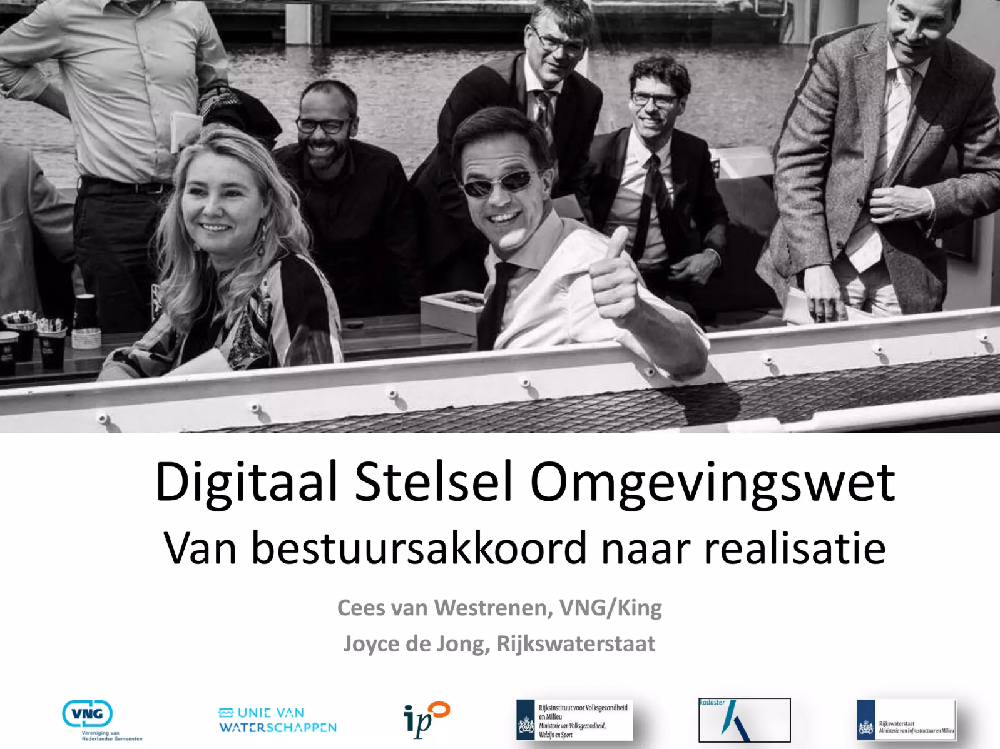 Digitaal Stelsel Omgevingswet
Van bestuursakkoord naar realisatie
Cees van Westrenen, VNG/King
Joyce de Jong, Rijkswaterstaat
VNG
Vereniging van
Nederlandse Gemeenten
UNIE VAN
WATERSCHAPPEN
ipo
Rijksinstituut voor Volksgezondheid
en Milieu
Ministerie van Volksgezondheid,
Welzijn en Sport
kadaster
Rijkswaterstaat
Ministerie van Infrastructuur en Milieu